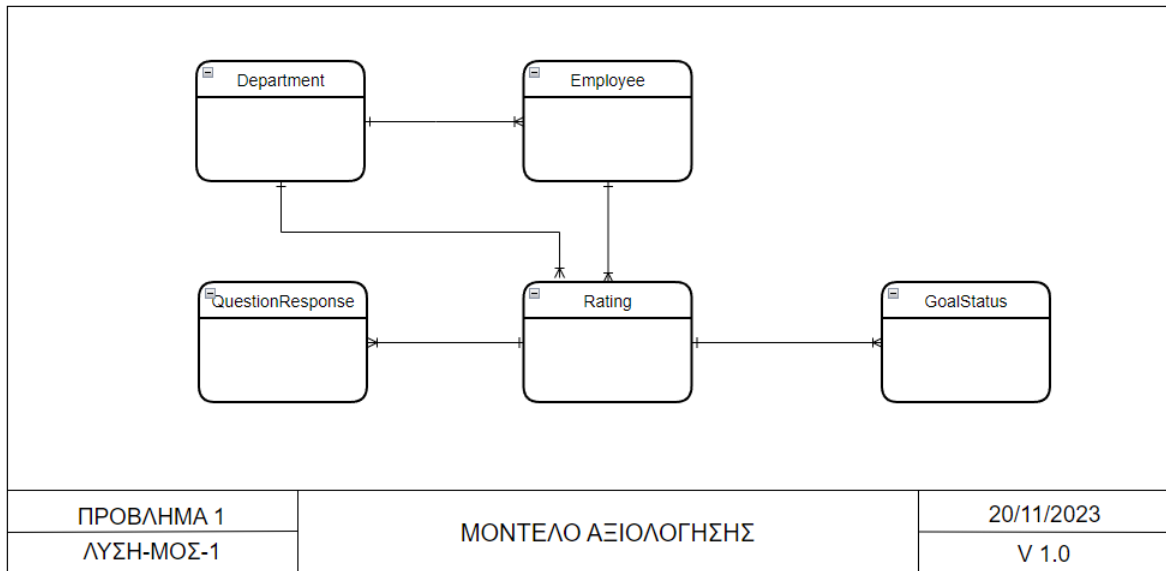 Department
Employee
QuestionResponse
Rating
GoalStatus
ΠΡΟΒΛΗΜΑ 1
ΛΥΣΗ-ΜΟΣ-1
ΜΟΝΤΕΛΟ ΑΞΙΟΛΟΓΗΣΗΣ
20/11/2023
V 1.0